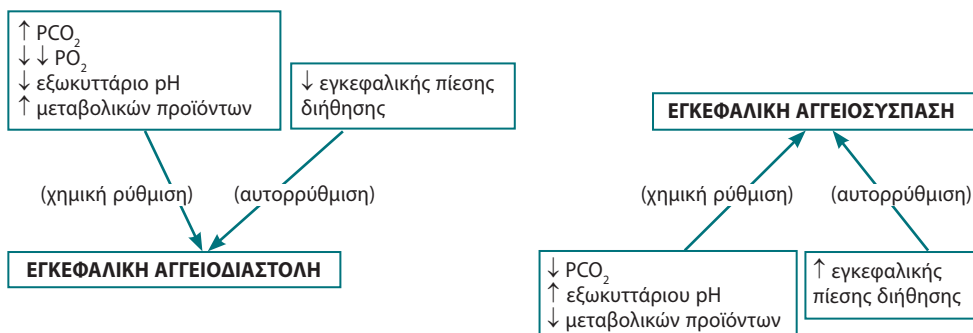 ↑ PCO₂
↓ ↓ PO₂
↓ εξωκυττάριο pH
↑ μεταβολικών προϊόντων
↓ εγκεφαλικής πίεσης
διήθησης
(χημική ρύθμιση)
(αυτορρύθμιση)
ΕΓΚΕΦΑΛΙΚΗ ΑΓΓΕΙΟΔΙΑΣΤΟΛΗ
ΕΓΚΕΦΑΛΙΚΗ ΑΓΓΕΙΟΣΥΣΠΑΣΗ
(χημική ρύθμιση)
(αυτορρύθμιση)
↓ PCO₂
↑ εξωκυττάριου pH
↓ μεταβολικών προϊόντων
↑ εγκεφαλικής
πίεσης διήθησης